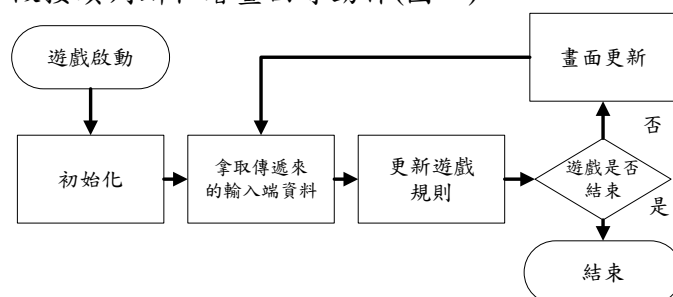 遊戲啟動
畫面更新
否
初始化
拿取傳遞來
的輸入端資料
更新遊戲
規則
遊戲是否
結束
是
結束